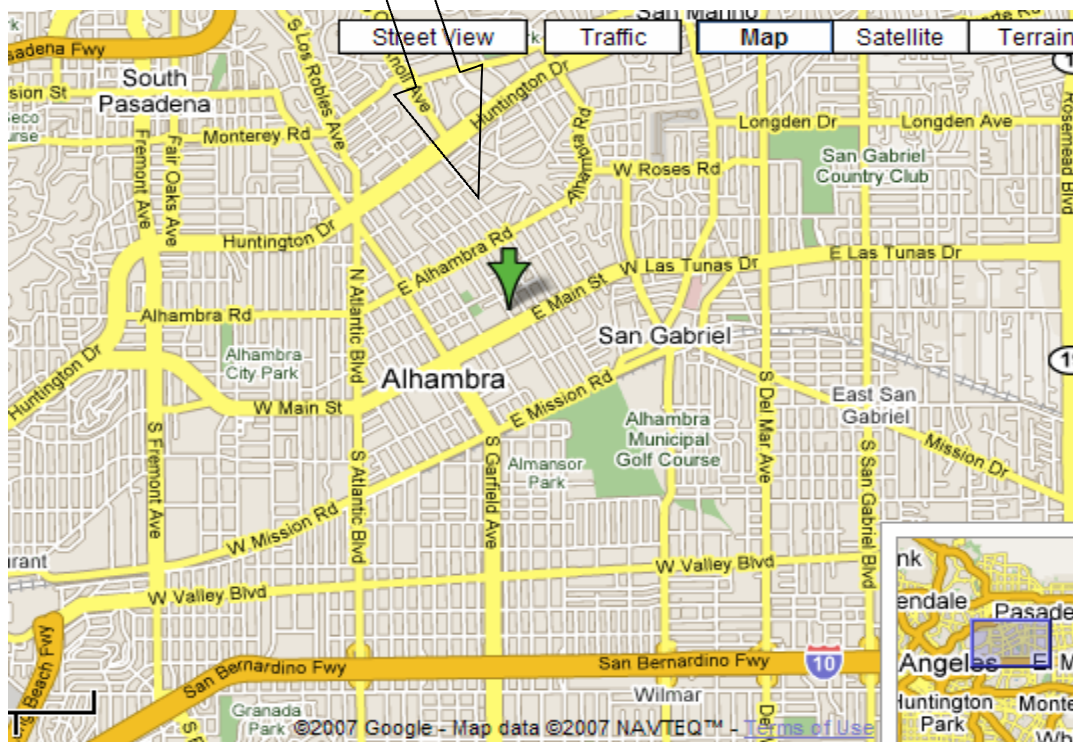 San Marino
Street View
Traffic
Map
Satellite
Terrain
sadena Fwy
South
Pasadena
sion St
S Los Robles Ave
Huntington Dr
Monterey Rd
Fremont Ave
Fair Oaks Ave
Alhambra Rd
W Roses Rd
Longden Dr
Longden Ave
Rosemead Blvd
San Gabriel
Country Club
Huntington Dr
E Alhambra Rd
N Atlantic Blvd
W Las Tunas Dr
E Las Tunas Dr
E Main St
Alhambra Rd
San Gabriel
Huntington Dr
Alhambra
City Park
Alhambra
W Main St
E Mission Rd
S Del Mar Ave
East San
Gabriel
Alhambra
Municipal
Golf Course
Mission Dr
S Fremont Ave
S Atlantic Blvd
S Garfield Ave
Almansor
Park
S San Gabriel Blvd
W Mission Rd
W Valley Blvd
W Valley Blvd
San Bernardino Fwy
San Bernardino Fwy
10
Wilmar
Granada
Park
Beach Fwy
endale
Pasade
Angeles
E M
Huntington
Park
Monte
©2007 Google - Map data ©2007 NAVTEQ™ - Terms of Use